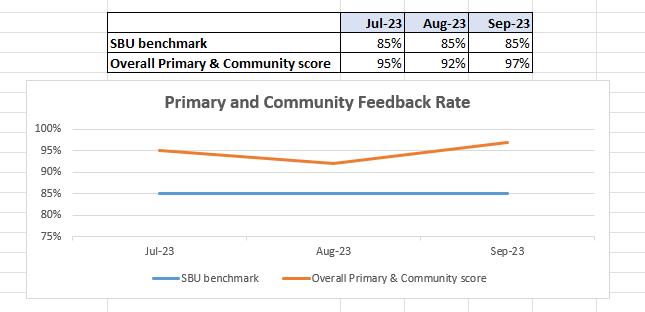 Jul-23 Aug-23 Sep-23
SBU benchmark 85% 85% 85%
Overall Primary & Community score 95% 92% 97%
Primary and Community Feedback Rate
100%
95%
90%
85%
80%
75%
Jul-23 Aug-23 Sep-23
SBU benchmark Overall Primary & Community score